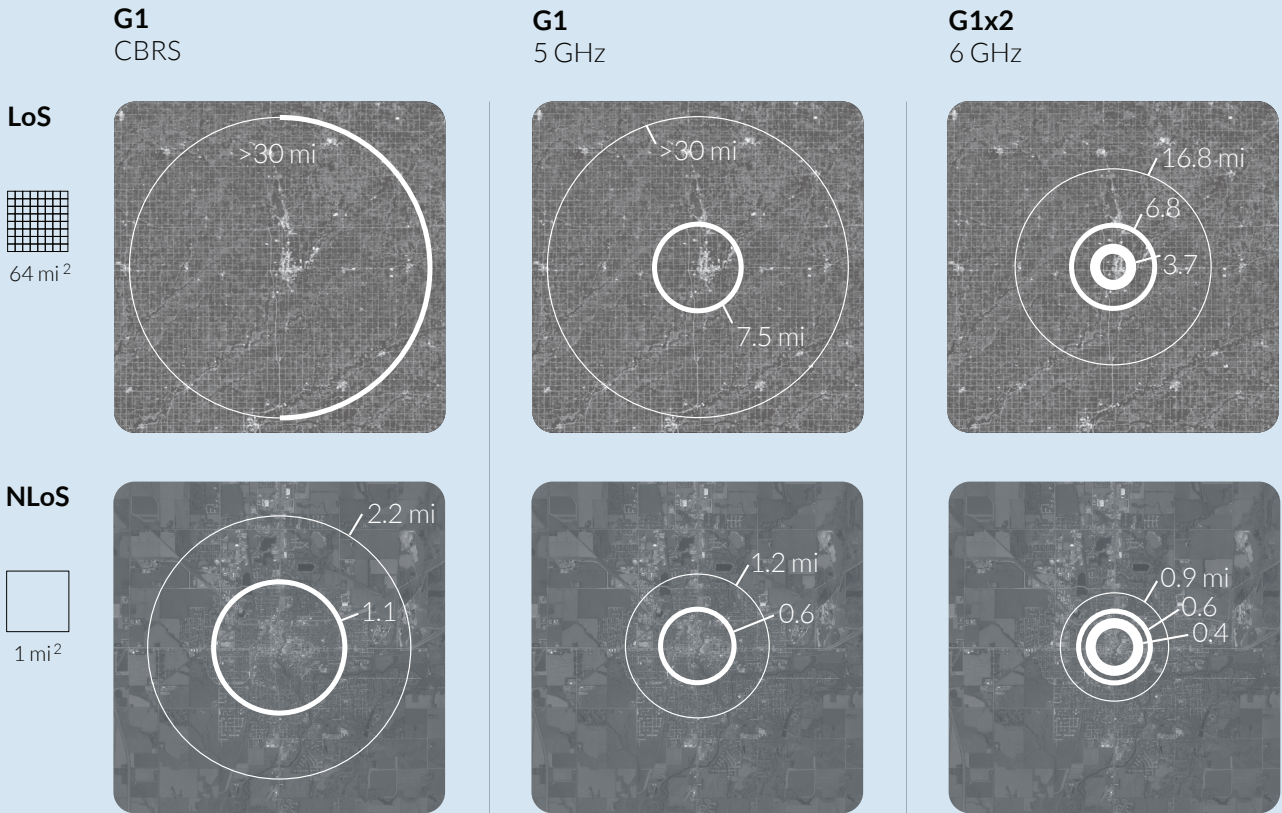 G1
CBRS
G1
5 GHz
G1x2
6 GHz
LoS
64 mi²
>30 mi
>30 mi
7.5 mi
16.8 mi
6.8
3.7
NLoS
1 mi²
2.2 mi
1.1
1.2 mi
0.6
0.9 mi
0.6
0.4